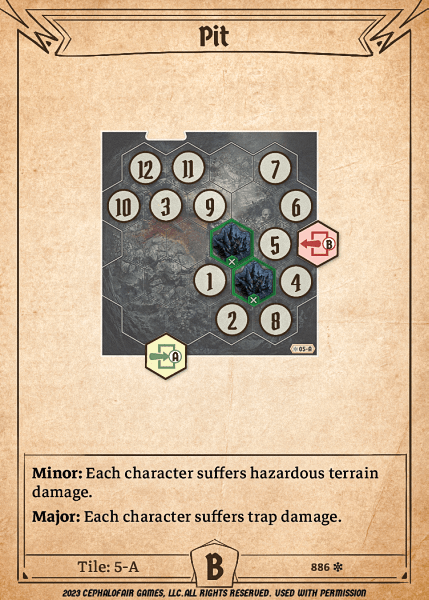 Pit
12 11 7
10 3 9 6
5 B
1 4
2 8
05-A
A
Minor: Each character suffers hazardous terrain
damage.
Major: Each character suffers trap damage.
Tile: 5-A B 886
2023 CEPHALOFAIR GAMES, LLC. ALL RIGHTS RESERVED. USED WITH PERMISSION